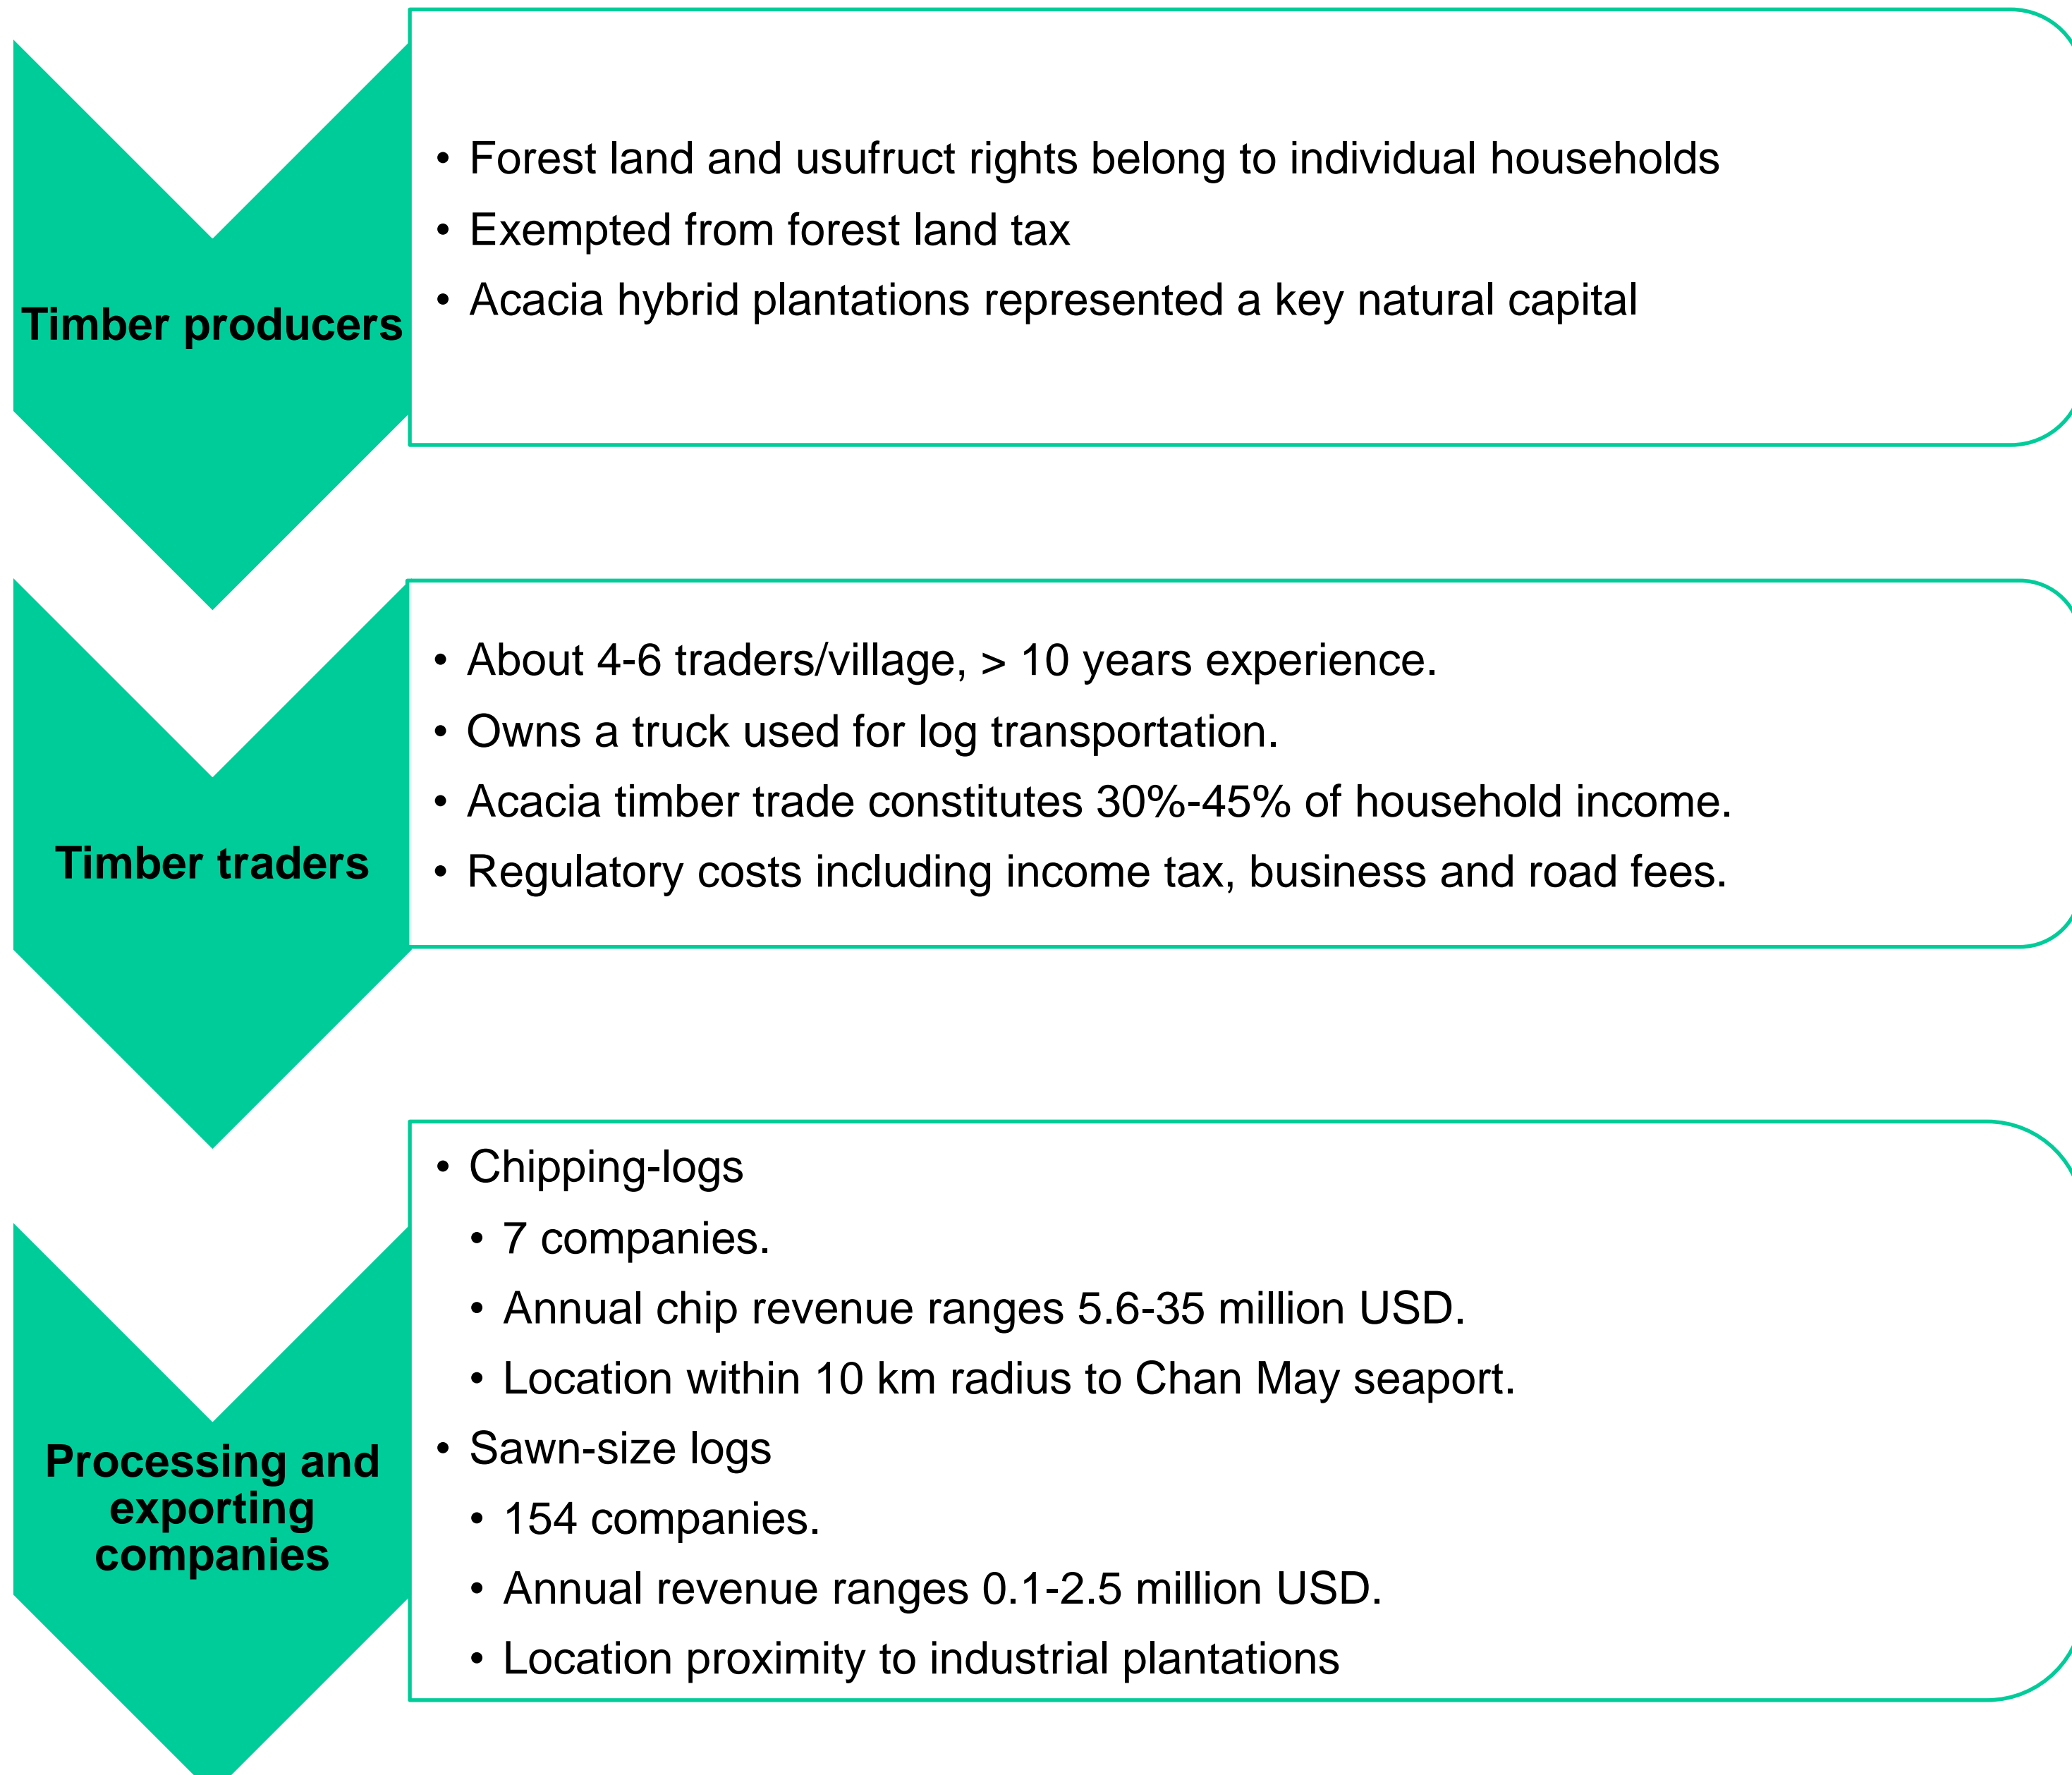 Timber producers
• Forest land and usufruct rights belong to individual households
• Exempted from forest land tax
• Acacia hybrid plantations represented a key natural capital
Timber traders
• About 4-6 traders/village, > 10 years experience.
• Owns a truck used for log transportation.
• Acacia timber trade constitutes 30%-45% of household income.
• Regulatory costs including income tax, business and road fees.
Processing and
exporting
companies
• Chipping-logs
• 7 companies.
• Annual chip revenue ranges 5.6-35 million USD.
• Location within 10 km radius to Chan May seaport.
• Sawn-size logs
• 154 companies.
• Annual revenue ranges 0.1-2.5 million USD.
• Location proximity to industrial plantations